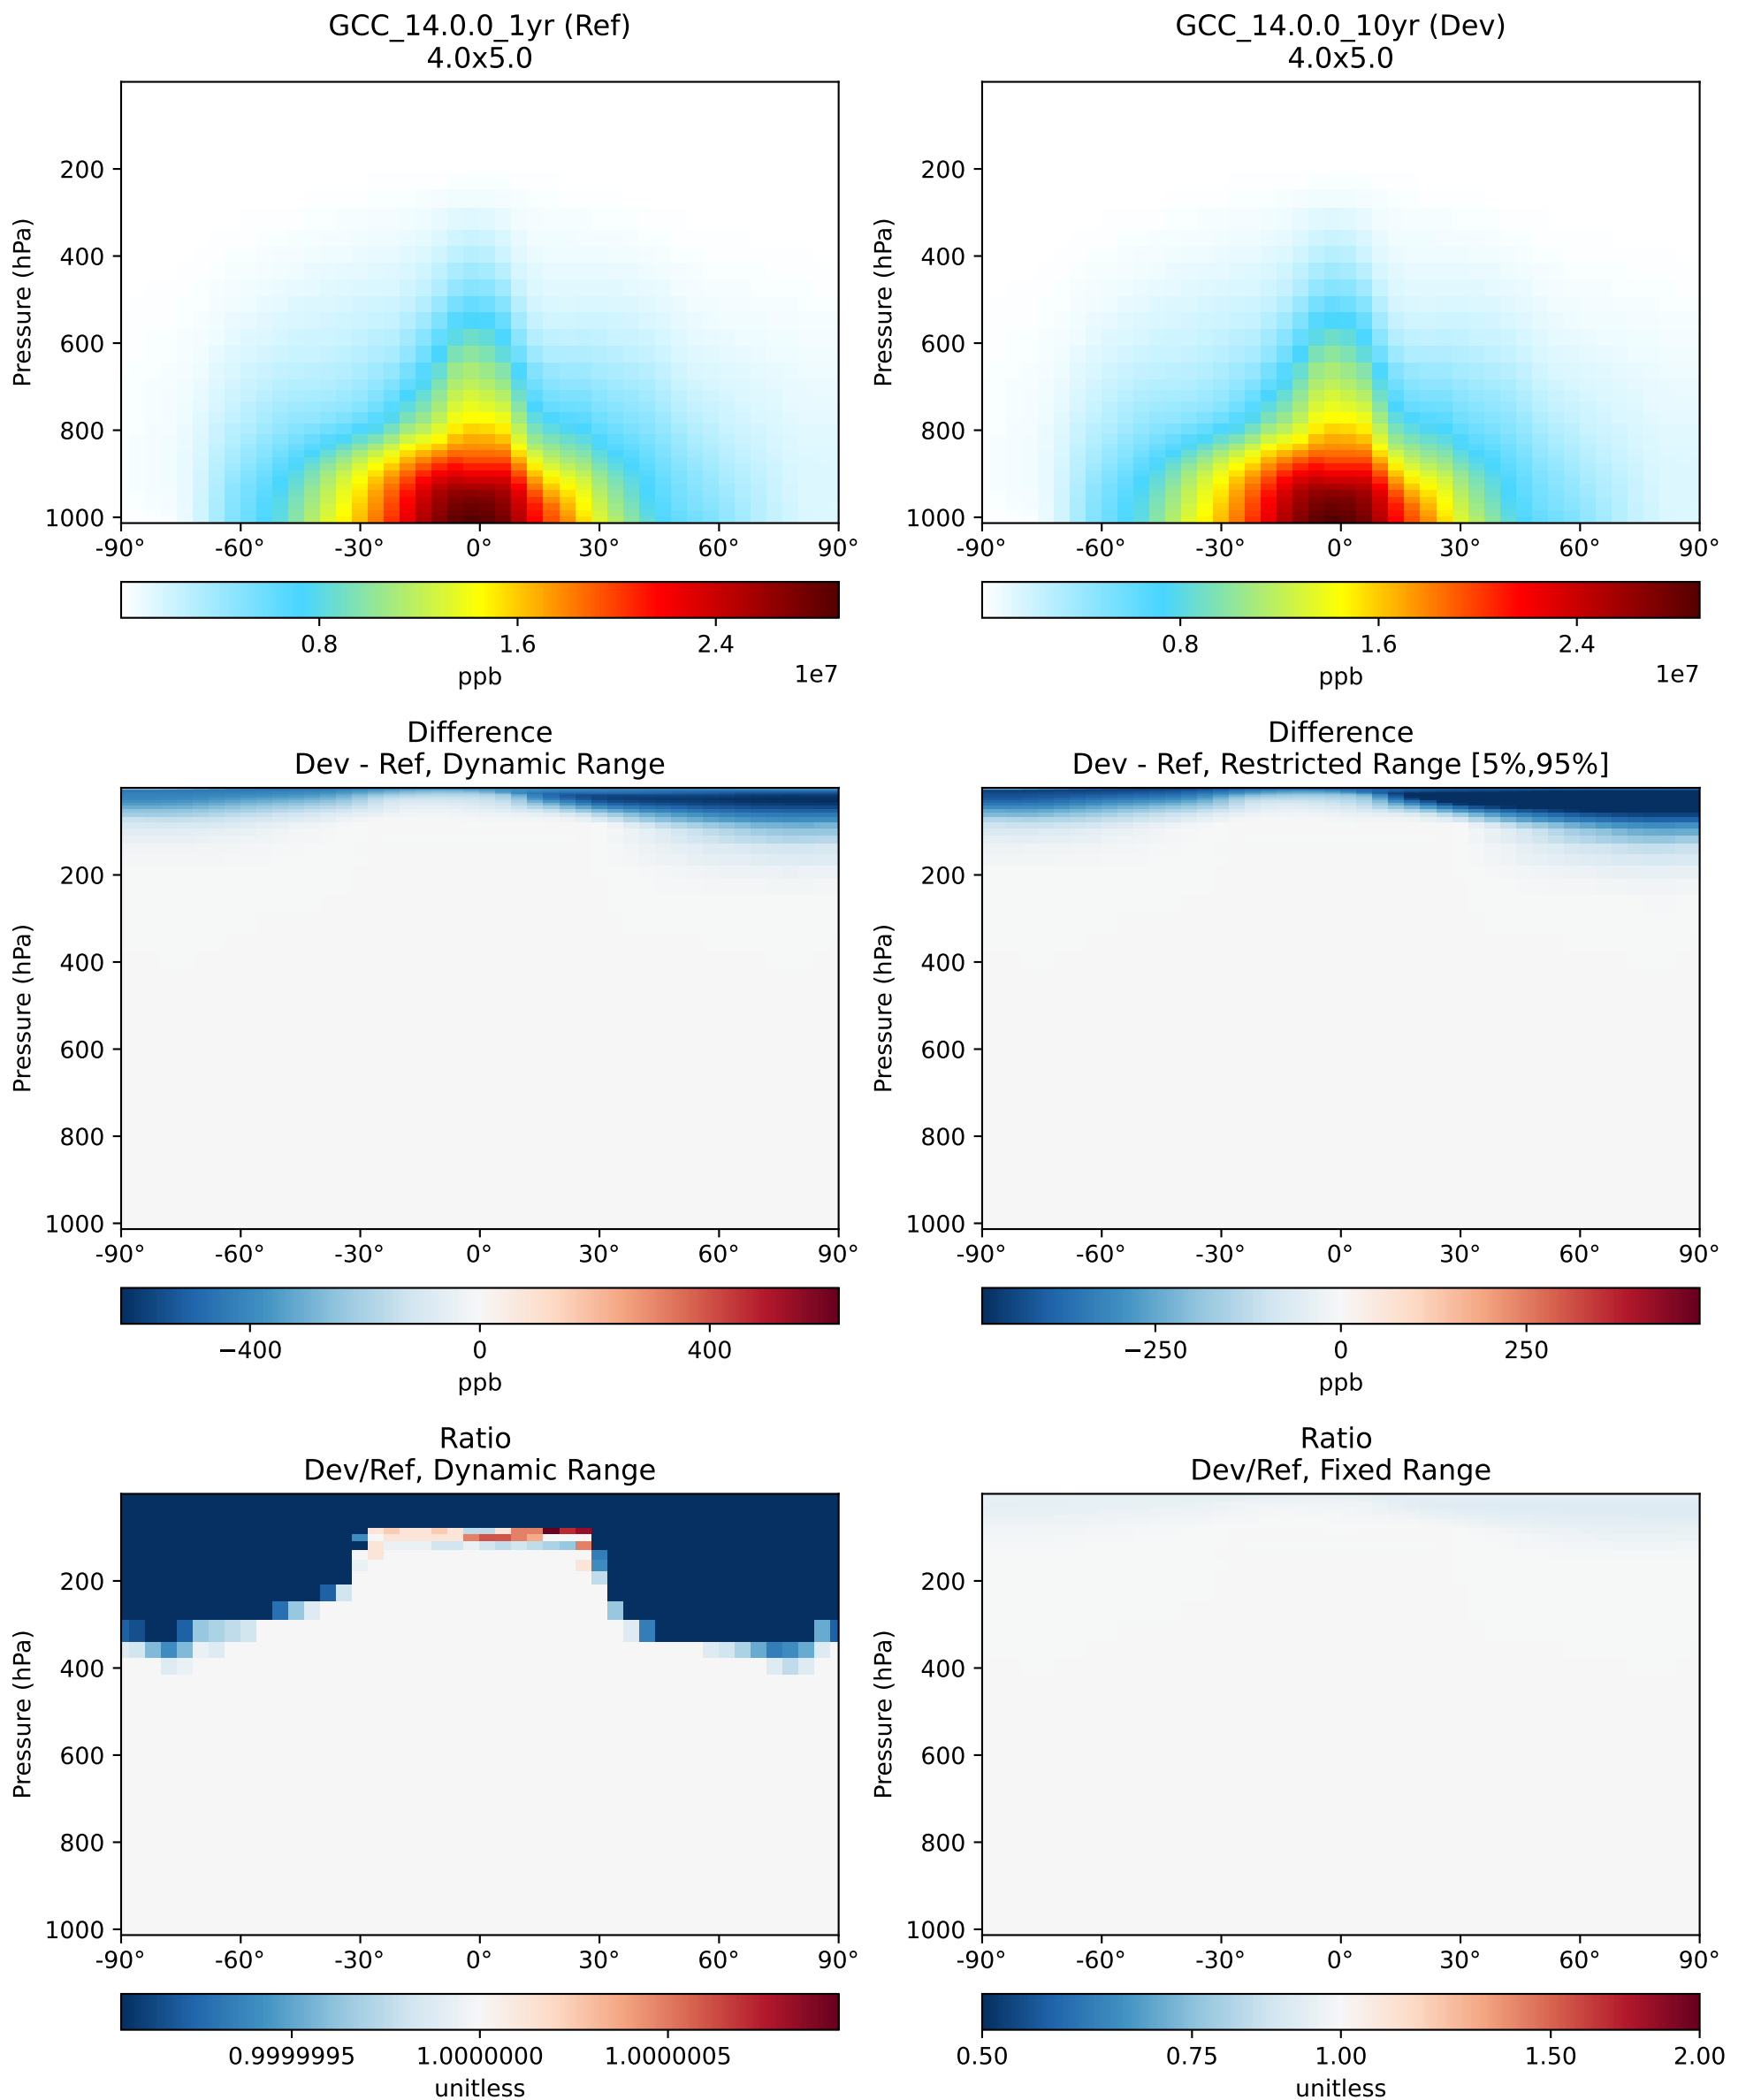 GCC_14.0.0_1yr (Ref)
4.0x5.0
Pressure (hPa)
200
400
600
800
1000
-90° -60° -30° 0° 30° 60° 90°
0.8 1.6 2.4
ppb
1e7
GCC_14.0.0_10yr (Dev)
4.0x5.0
Pressure (hPa)
200
400
600
800
1000
-90° -60° -30° 0° 30° 60° 90°
0.8 1.6 2.4
ppb
1e7
Difference
Dev - Ref, Dynamic Range
Pressure (hPa)
200
400
600
800
1000
-90° -60° -30° 0° 30° 60° 90°
−400 0 400
ppb
Difference
Dev - Ref, Restricted Range [5%,95%]
Pressure (hPa)
200
400
600
800
1000
-90° -60° -30° 0° 30° 60° 90°
−250 0 250
ppb
Ratio
Dev/Ref, Dynamic Range
Pressure (hPa)
200
400
600
800
1000
-90° -60° -30° 0° 30° 60° 90°
0.9999995 1.0000000 1.0000005
unitless
Ratio
Dev/Ref, Fixed Range
Pressure (hPa)
200
400
600
800
1000
-90° -60° -30° 0° 30° 60° 90°
0.50 0.75 1.00 1.50 2.00
unitless